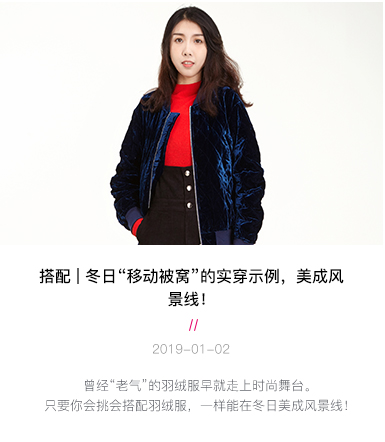 搭配 | 冬日“移动被窝”的实穿示例，美成风
景线！
//
2019-01-02
曾经“老气”的羽绒服早就走上时尚舞台。
只要你会挑会搭配羽绒服，一样能在冬日美成风景线！